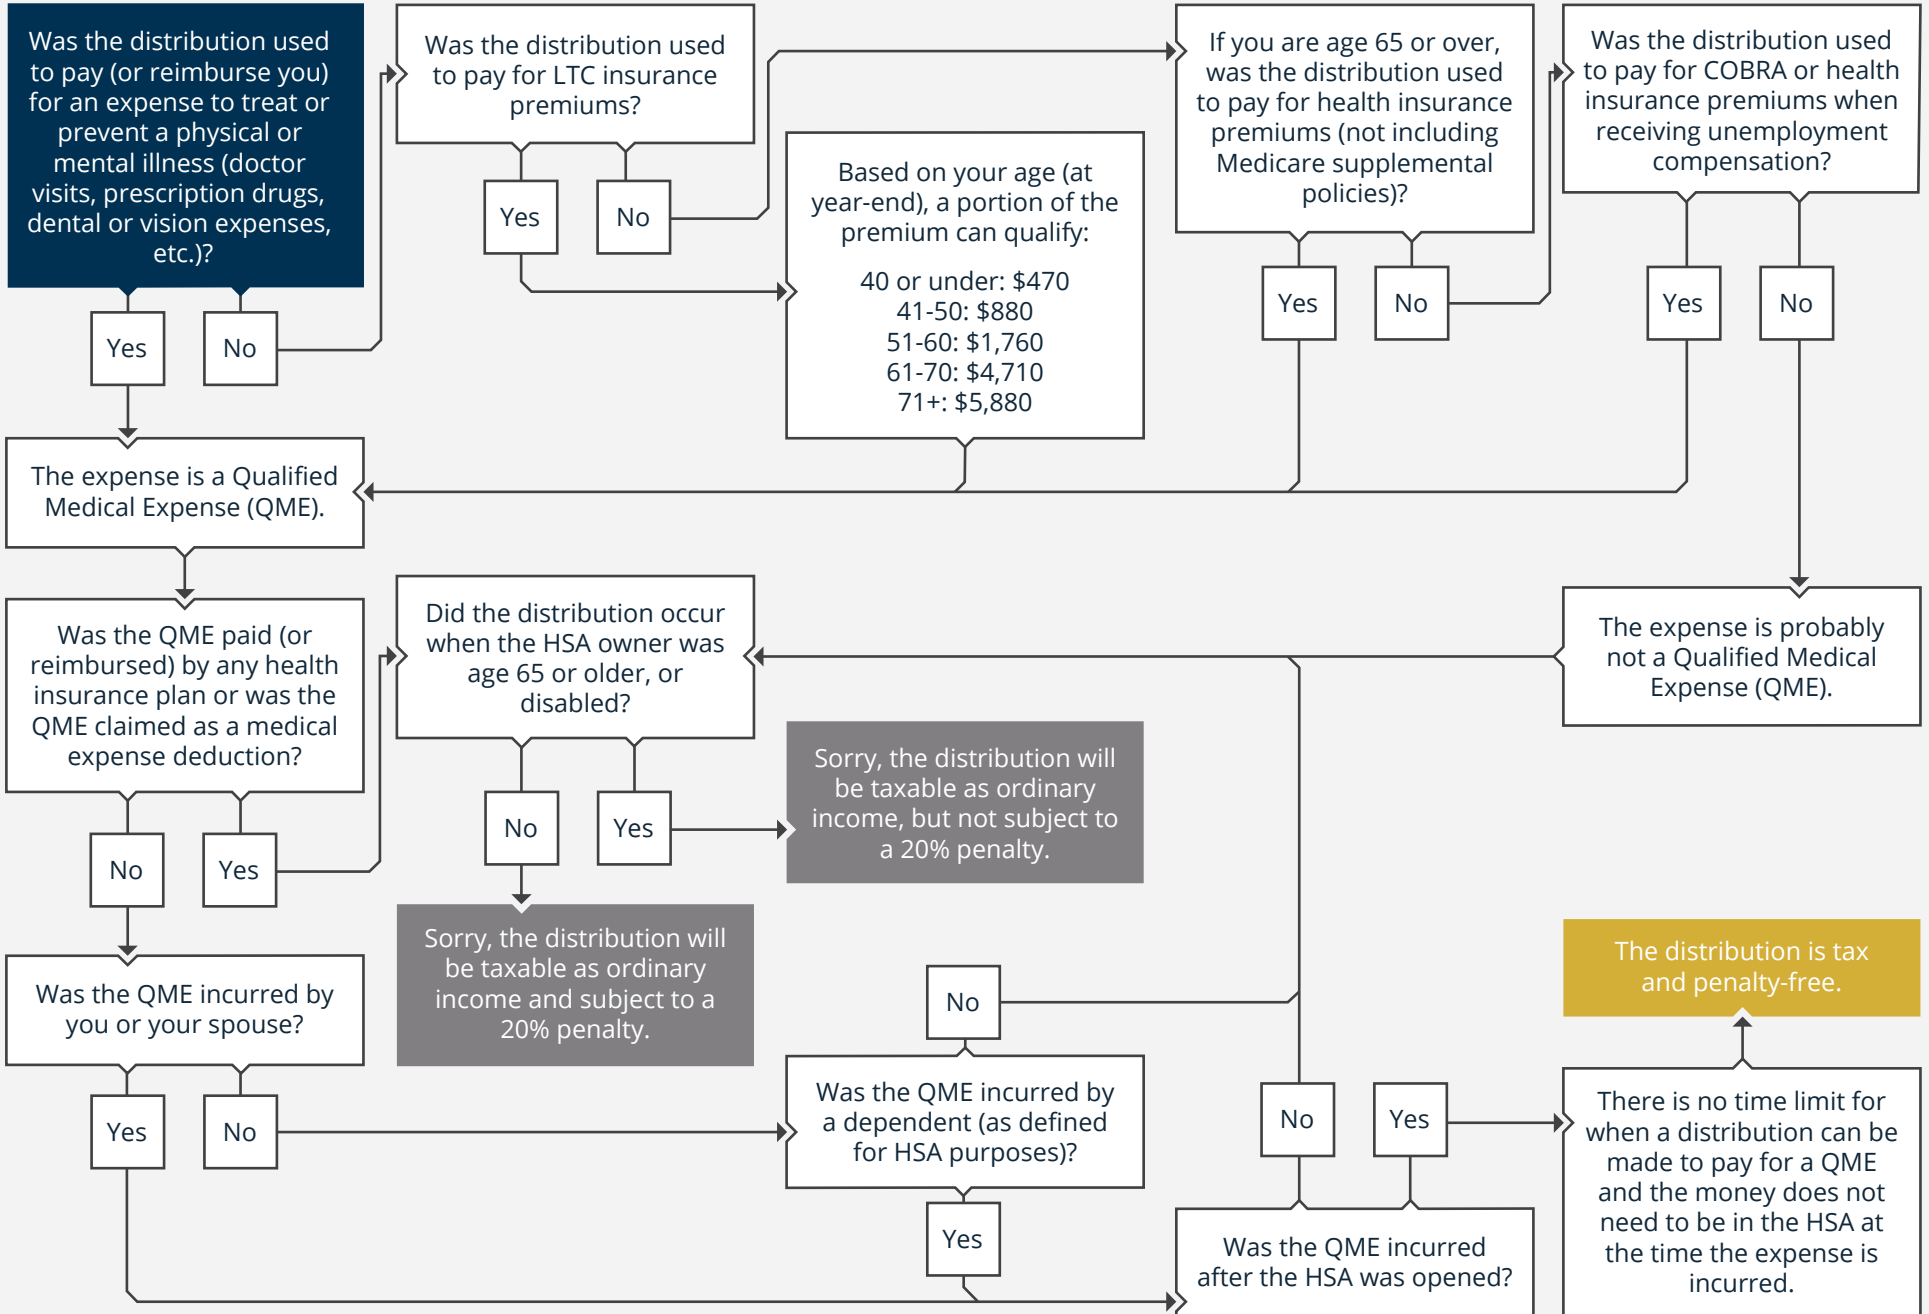 Was the distribution used
to pay (or reimburse you)
for an expense to treat or
prevent a physical or
mental illness (doctor
visits, prescription drugs,
dental or vision expenses,
etc.)?
Yes
No
Was the distribution used
to pay for LTC insurance
premiums?
Yes
No
Based on your age (at
year-end), a portion of the
premium can qualify:
40 or under: $470
41-50: $880
51-60: $1,760
61-70: $4,710
71+: $5,880
If you are age 65 or over,
was the distribution used
to pay for health insurance
premiums (not including
Medicare supplemental
policies)?
Yes
No
Was the distribution used
to pay for COBRA or health
insurance premiums when
receiving unemployment
compensation?
Yes
No
The expense is a Qualified
Medical Expense (QME).
Was the QME paid (or
reimbursed) by any health
insurance plan or was the
QME claimed as a medical
expense deduction?
No
Yes
Did the distribution occur
when the HSA owner was
age 65 or older, or
disabled?
No
Yes
Sorry, the distribution will
be taxable as ordinary
income, but not subject to
a 20% penalty.
The expense is probably
not a Qualified Medical
Expense (QME).
Sorry, the distribution will
be taxable as ordinary
income and subject to a
20% penalty.
Was the QME incurred by
you or your spouse?
Yes
No
No
Was the QME incurred by
a dependent (as defined
for HSA purposes)?
Yes
No
Yes
Was the QME incurred
after the HSA was opened?
The distribution is tax
and penalty-free.
There is no time limit for
when a distribution can be
made to pay for a QME
and the money does not
need to be in the HSA at
the time the expense is
incurred.